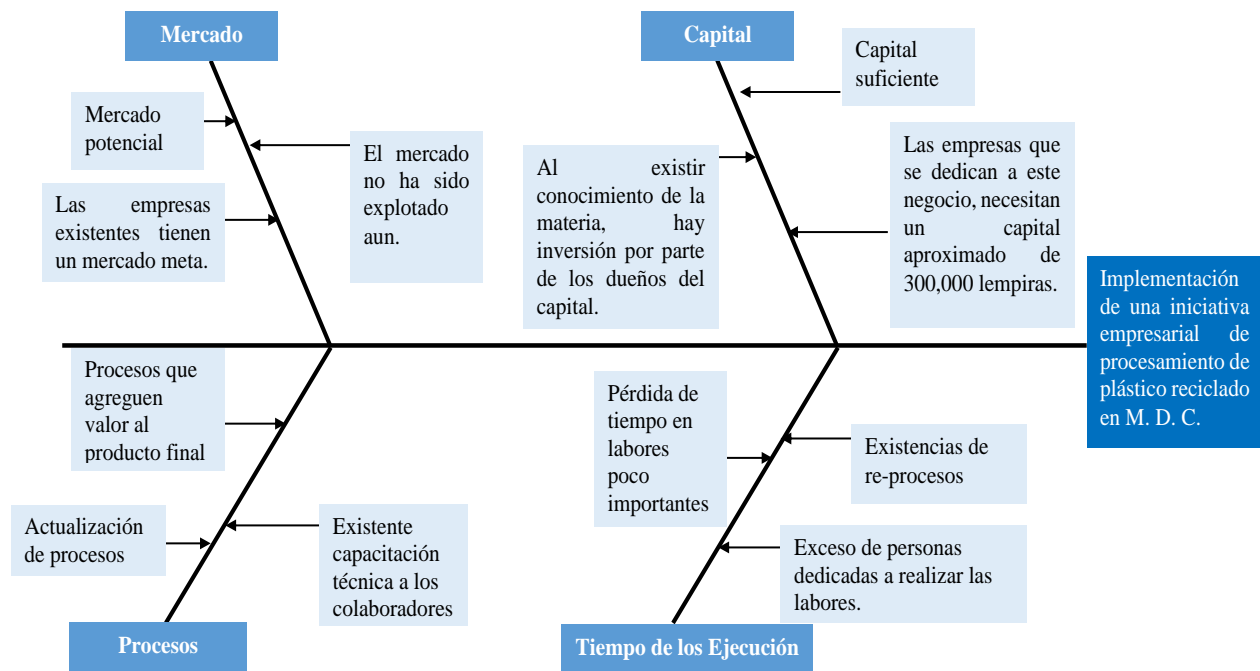 Mercado
Capital
Mercado
potencial
El mercado
no ha sido
explotado
aun.
Las empresas
existentes tienen
un mercado meta.
Capital
suficiente
Al existir
conocimiento de la
materia, hay
inversión por parte
de los dueños del
capital.
Las empresas que
se dedican a este
negocio, necesitan
un capital
aproximado de
300,000 lempiras.
Implementación
de una iniciativa
empresarial de
procesamiento de
plástico reciclado
en M. D. C.
Procesos que
agreguen
valor al
producto final
Actualización
de procesos
Existente
capacitación
técnica a los
colaboradores
Pérdida de
tiempo en
labores
poco
importantes
Existencias de
re-procesos
Exceso de personas
dedicadas a realizar las
labores.
Procesos
Tiempo de los Ejecución